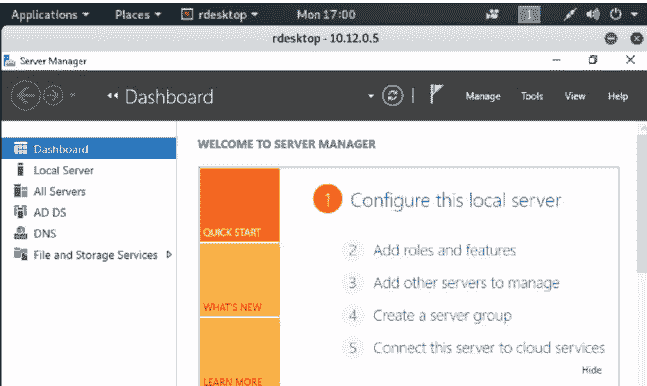 Applications Places rdesktop Mon 17:00 1
rdesktop - 10.12.0.5
Server Manager
Dashboard Manage Tools View Help
Dashboard
Local Server
All Servers
AD DS
DNS
File and Storage Services
WELCOME TO SERVER MANAGER
QUICK START
WHAT'S NEW
LEARN MORE
1 Configure this local server
2 Add roles and features
3 Add other servers to manage
4 Create a server group
5 Connect this server to cloud services
Hide